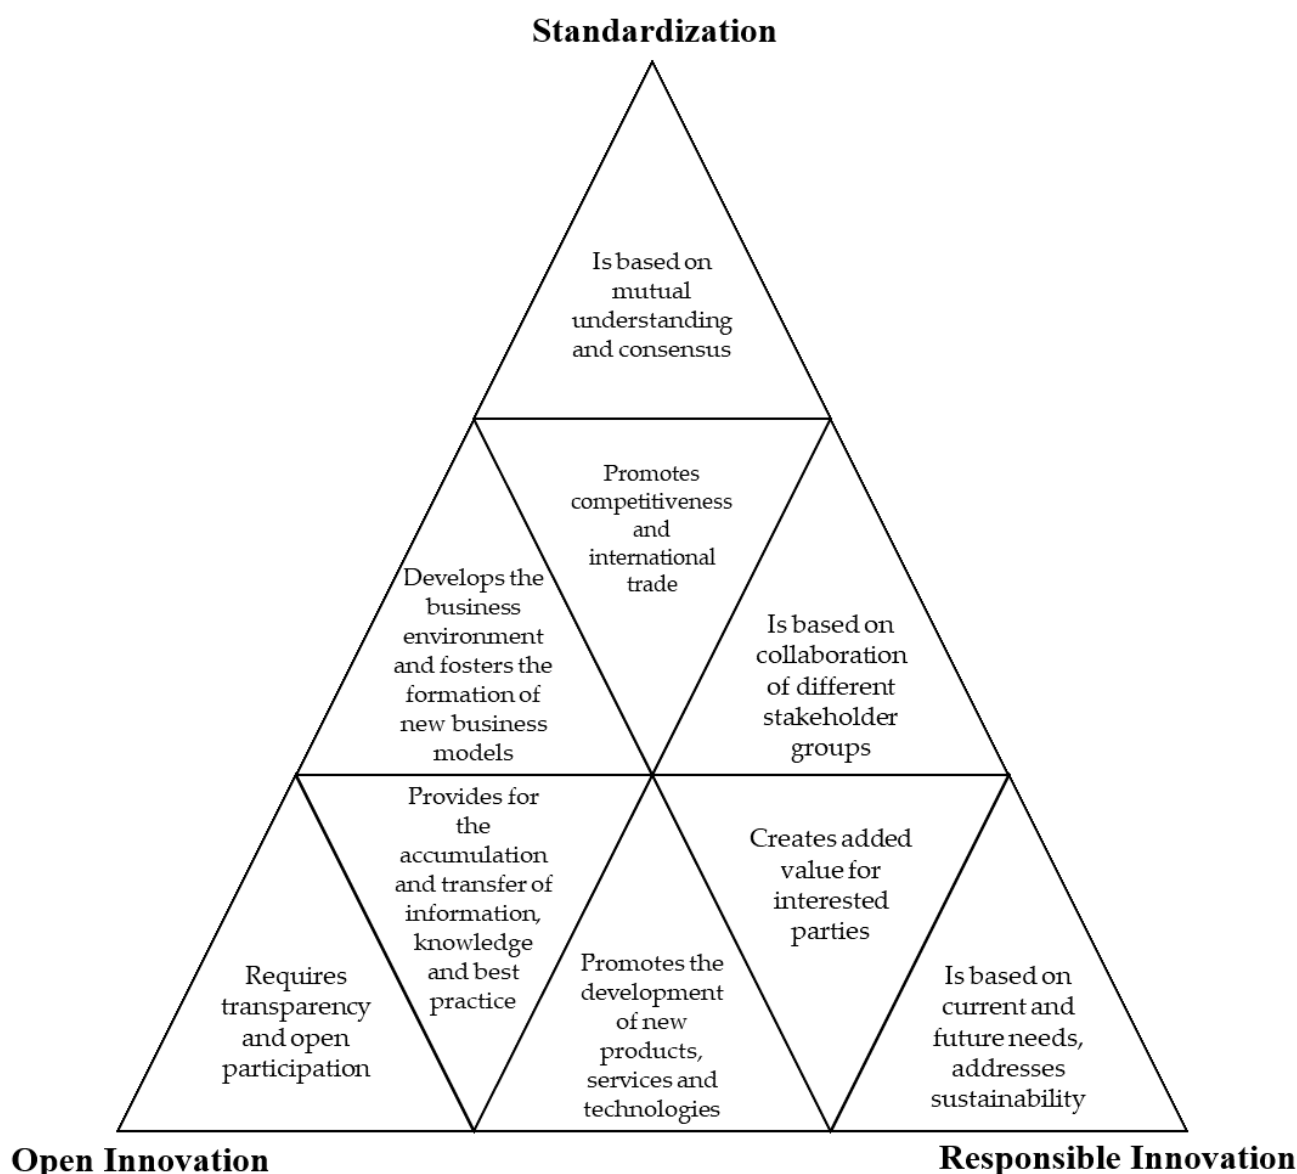 Standardization
Is based on
mutual
understanding
and consensus
Promotes
competitiveness
and
international
trade
Develops the
business
environment
and fosters the
formation of
new business
models
Is based on
collaboration
of different
stakeholder
groups
Requires
transparency
and open
participation
Provides for
the
accumulation
and transfer of
information,
knowledge
and best
practice
Promotes the
development
of new
products,
services and
technologies
Creates added
value for
interested
parties
Is based on
current and
future needs,
addresses
sustainability
Open Innovation
Responsible Innovation